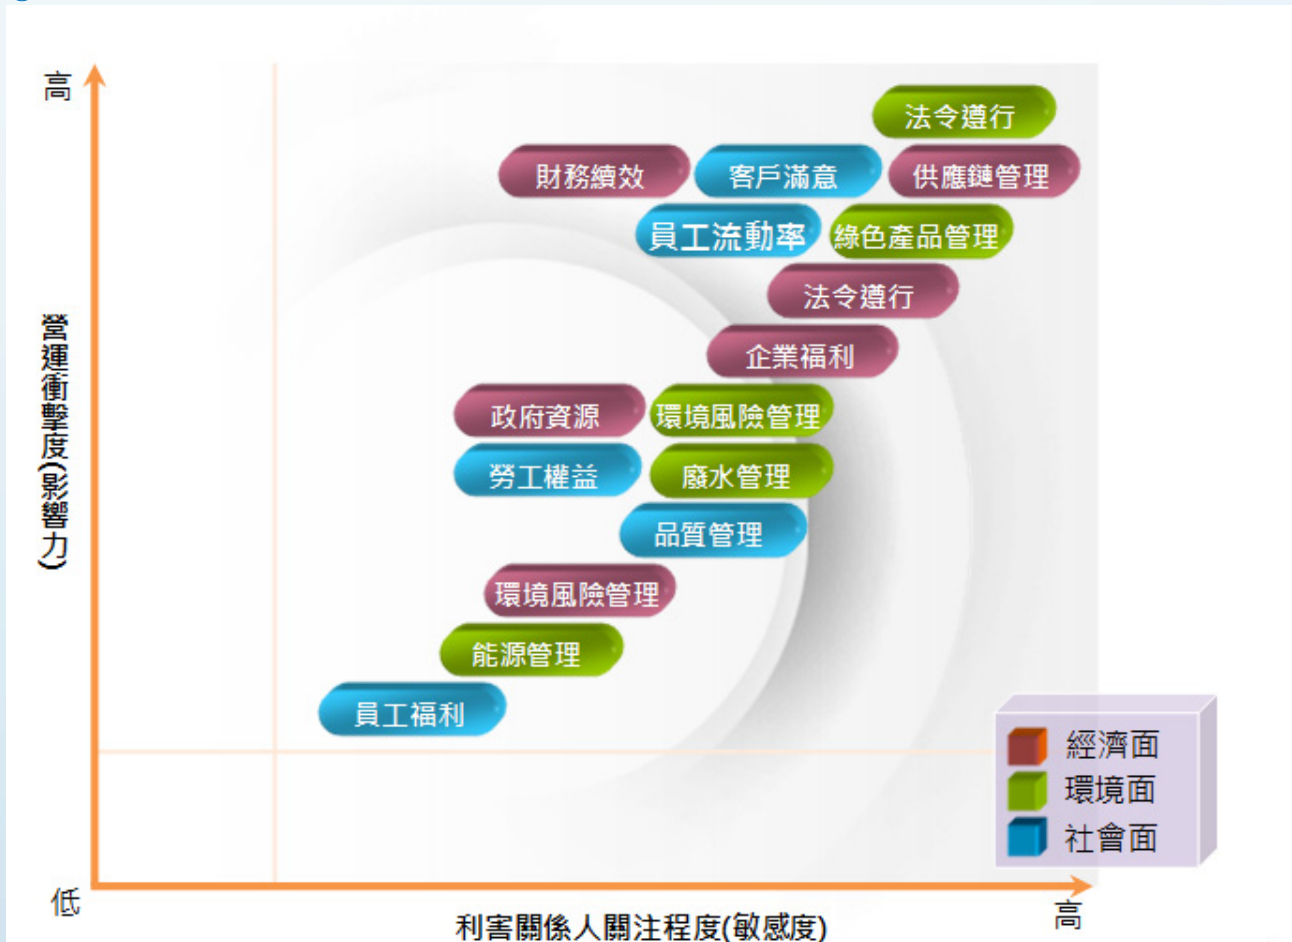 高
法令遵行
財務績效
客戶滿意
供應鏈管理
員工流動率
綠色產品管理
法令遵行
企業福利
政府資源
環境風險管理
勞工權益
廢水管理
品質管理
環境風險管理
能源管理
員工福利
營運衝擊度(影響力)
經濟面
環境面
社會面
低
高
利害關係人關注程度(敏感度)